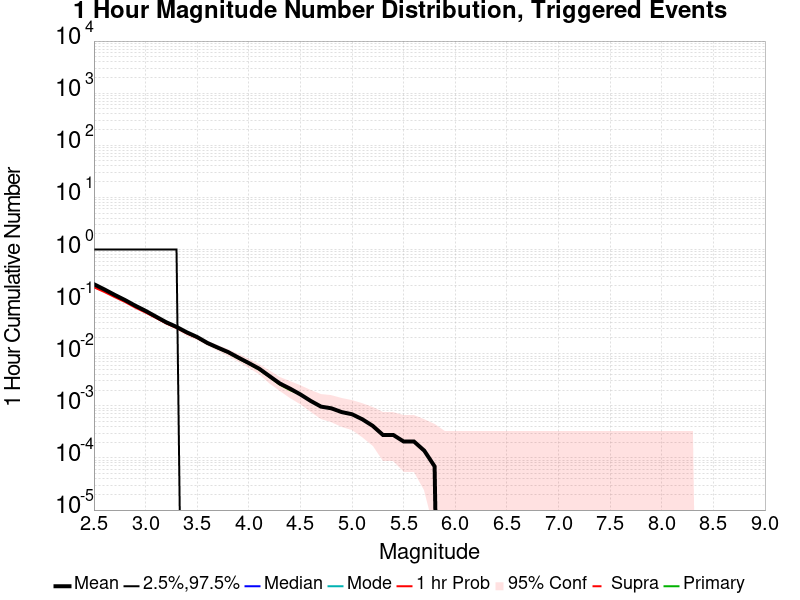 1 Hour Magnitude Number Distribution, Triggered Events
10^4
10^3
10^2
10^1
10^0
10^-1
10^-2
10^-3
10^-4
10^-5
1 Hour Cumulative Number
2.5 3.0 3.5 4.0 4.5 5.0 5.5 6.0 6.5 7.0 7.5 8.0 8.5 9.0
Magnitude
Mean 2.5%,97.5% Median Mode 1 hr Prob 95% Conf Supra Primary